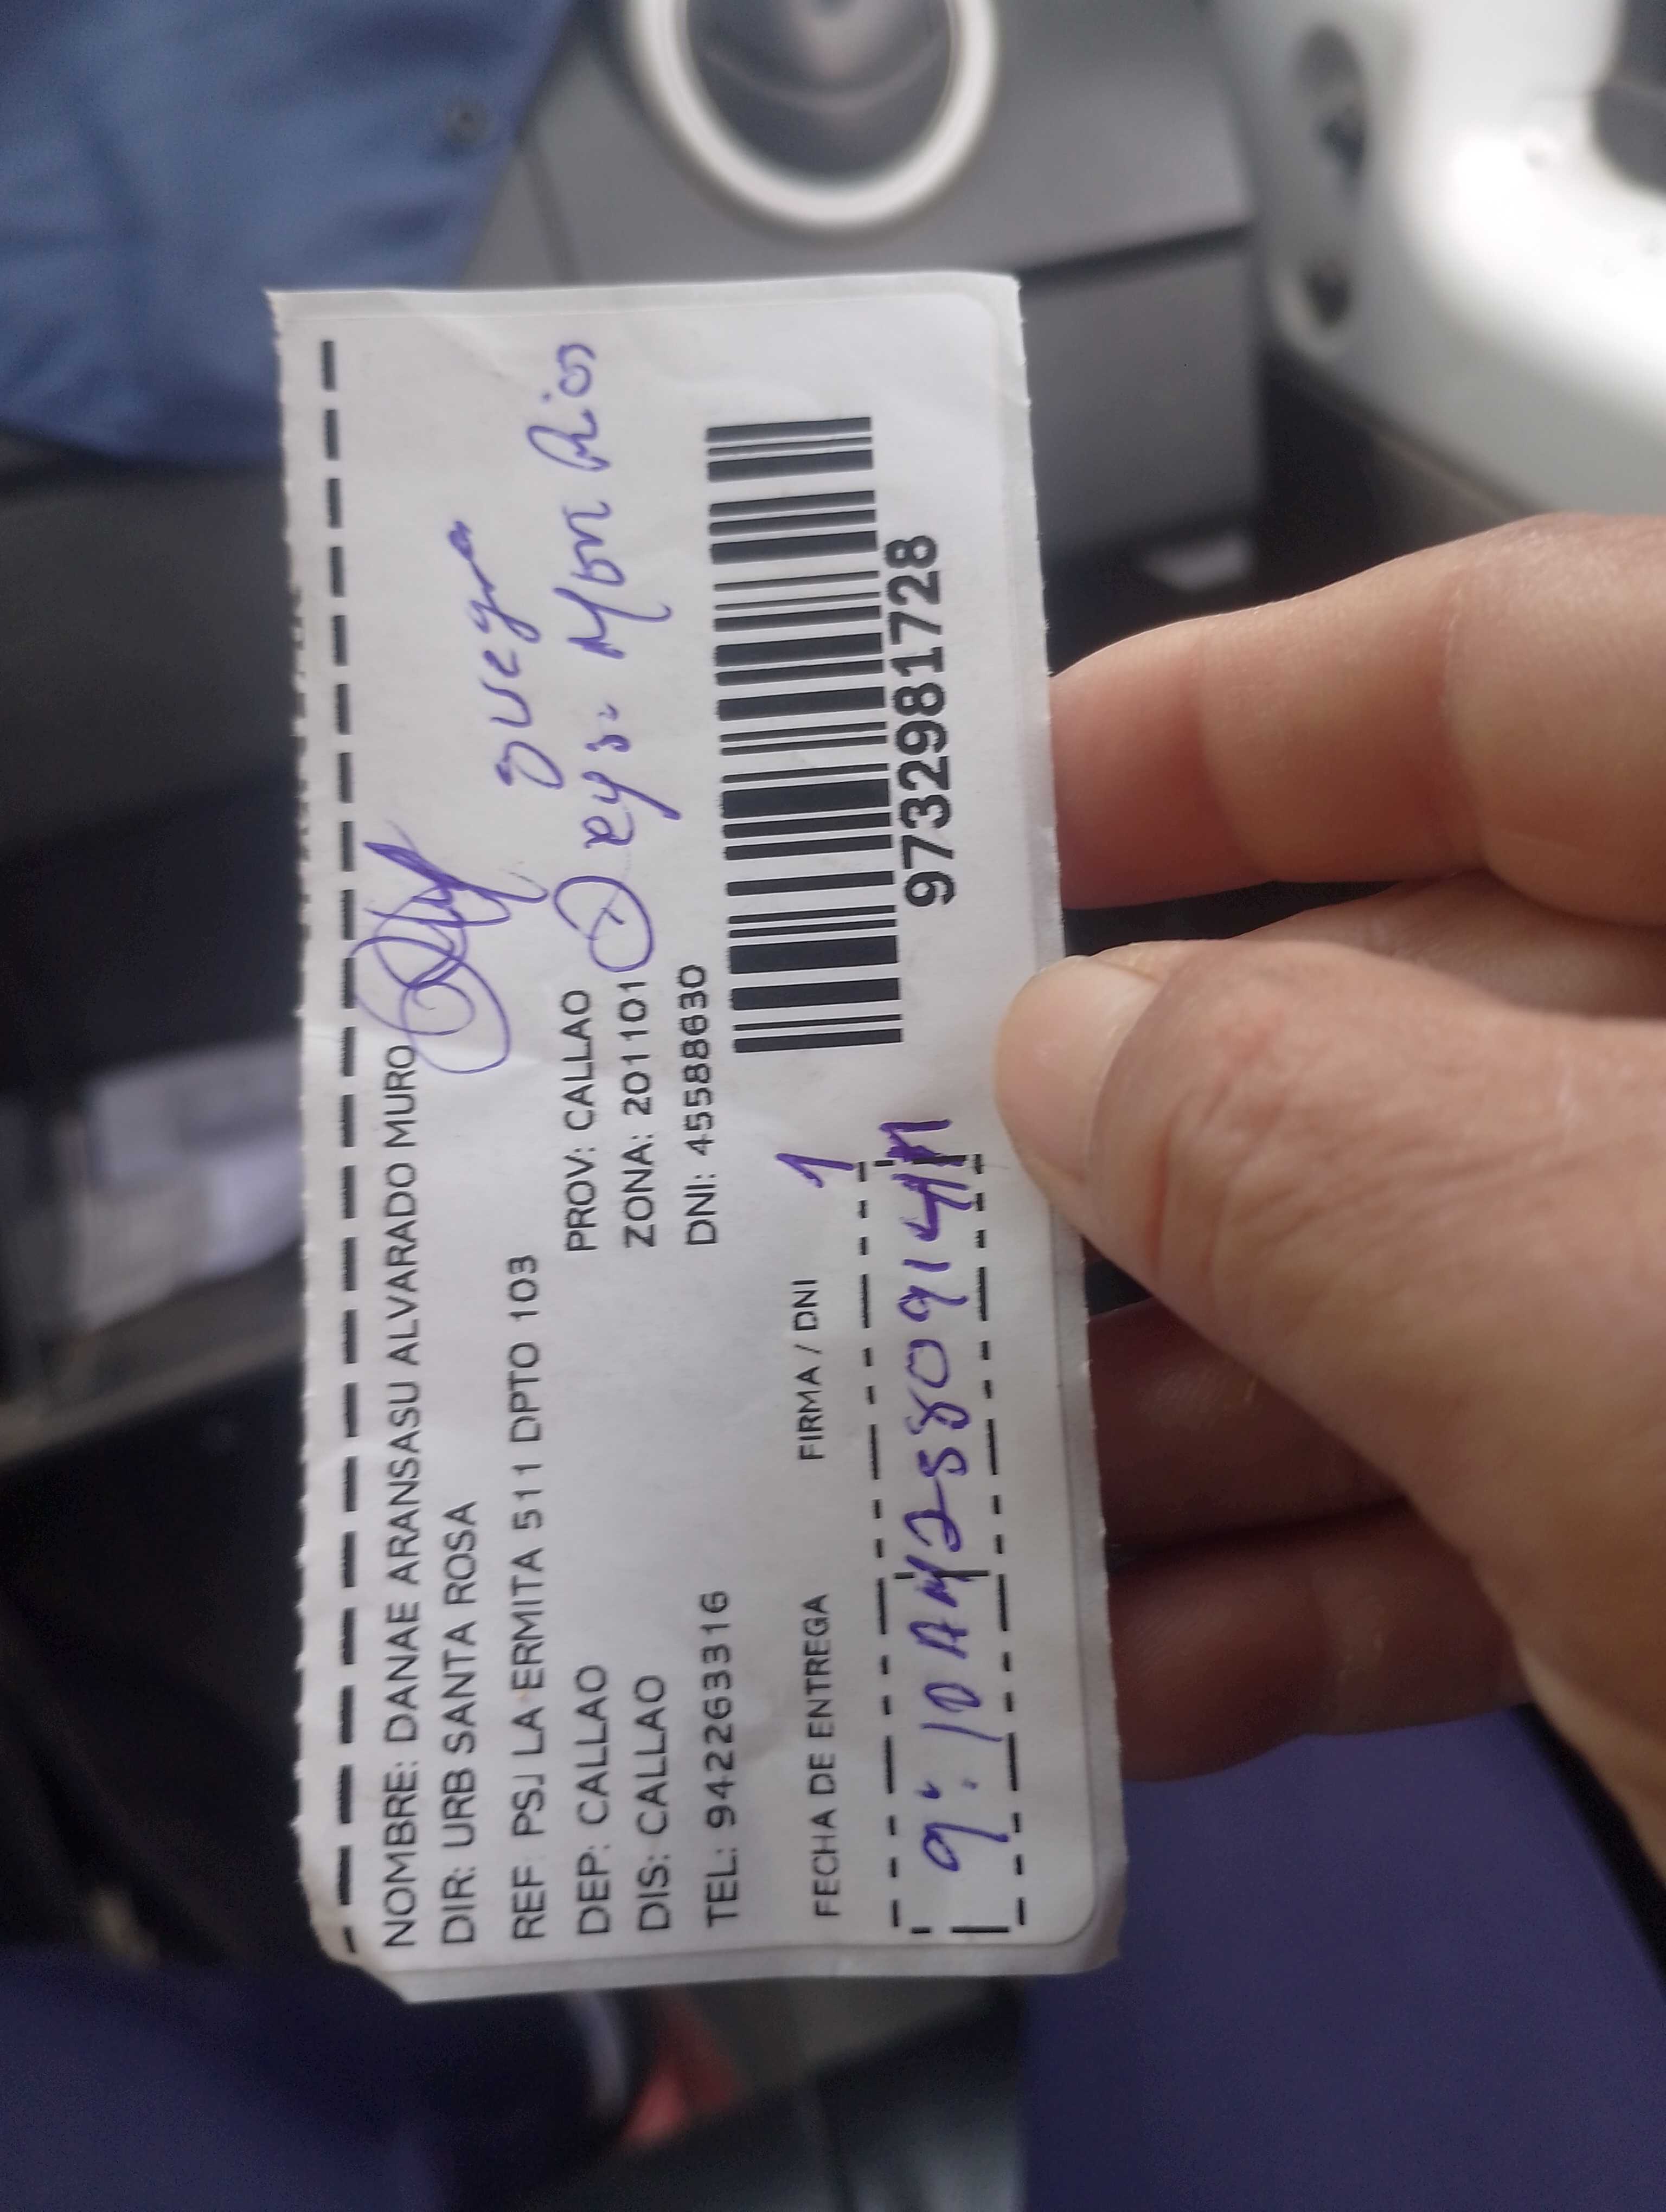 NOMBRE: DANAE ARANSASU ALVARADO MURO
DIR: URB SANTA ROSA
suegra
REF: PSJ LA ERMITA 511 DPTO 103
DEP: CALLAO
PROV: CALLAO
DIS: CALLAO
ZONA: 201101
TEL: 942263316
DNI: 45588630
FECHA DE ENTREGA
FIRMA / DNI
1
9:10 AM
9732981728